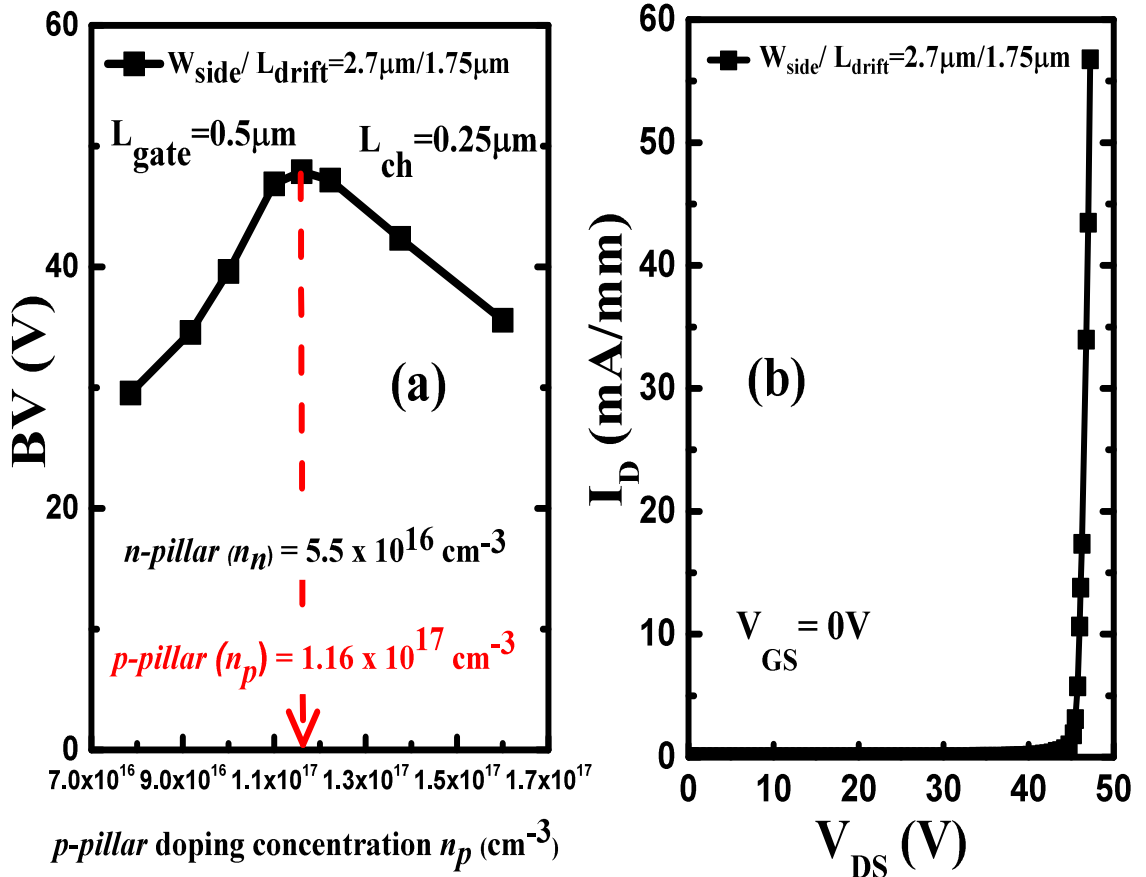 W_side/ L_drift=2.7μm/1.75μm
L_gate=0.5μm
L_ch=0.25μm
BV (V)
60
40
20
0
(a)
n-pillar (n_n) = 5.5 x 10^16 cm^-3
p-pillar (n_p) = 1.16 x 10^17 cm^-3
7.0x10^16 9.0x10^16 1.1x10^17 1.3x10^17 1.5x10^17 1.7x10^17
p-pillar doping concentration n_p (cm^-3)
W_side/ L_drift=2.7μm/1.75μm
I_D (mA/mm)
60
50
40
30
20
10
0
(b)
V_GS = 0V
0 10 20 30 40 50
V_DS (V)